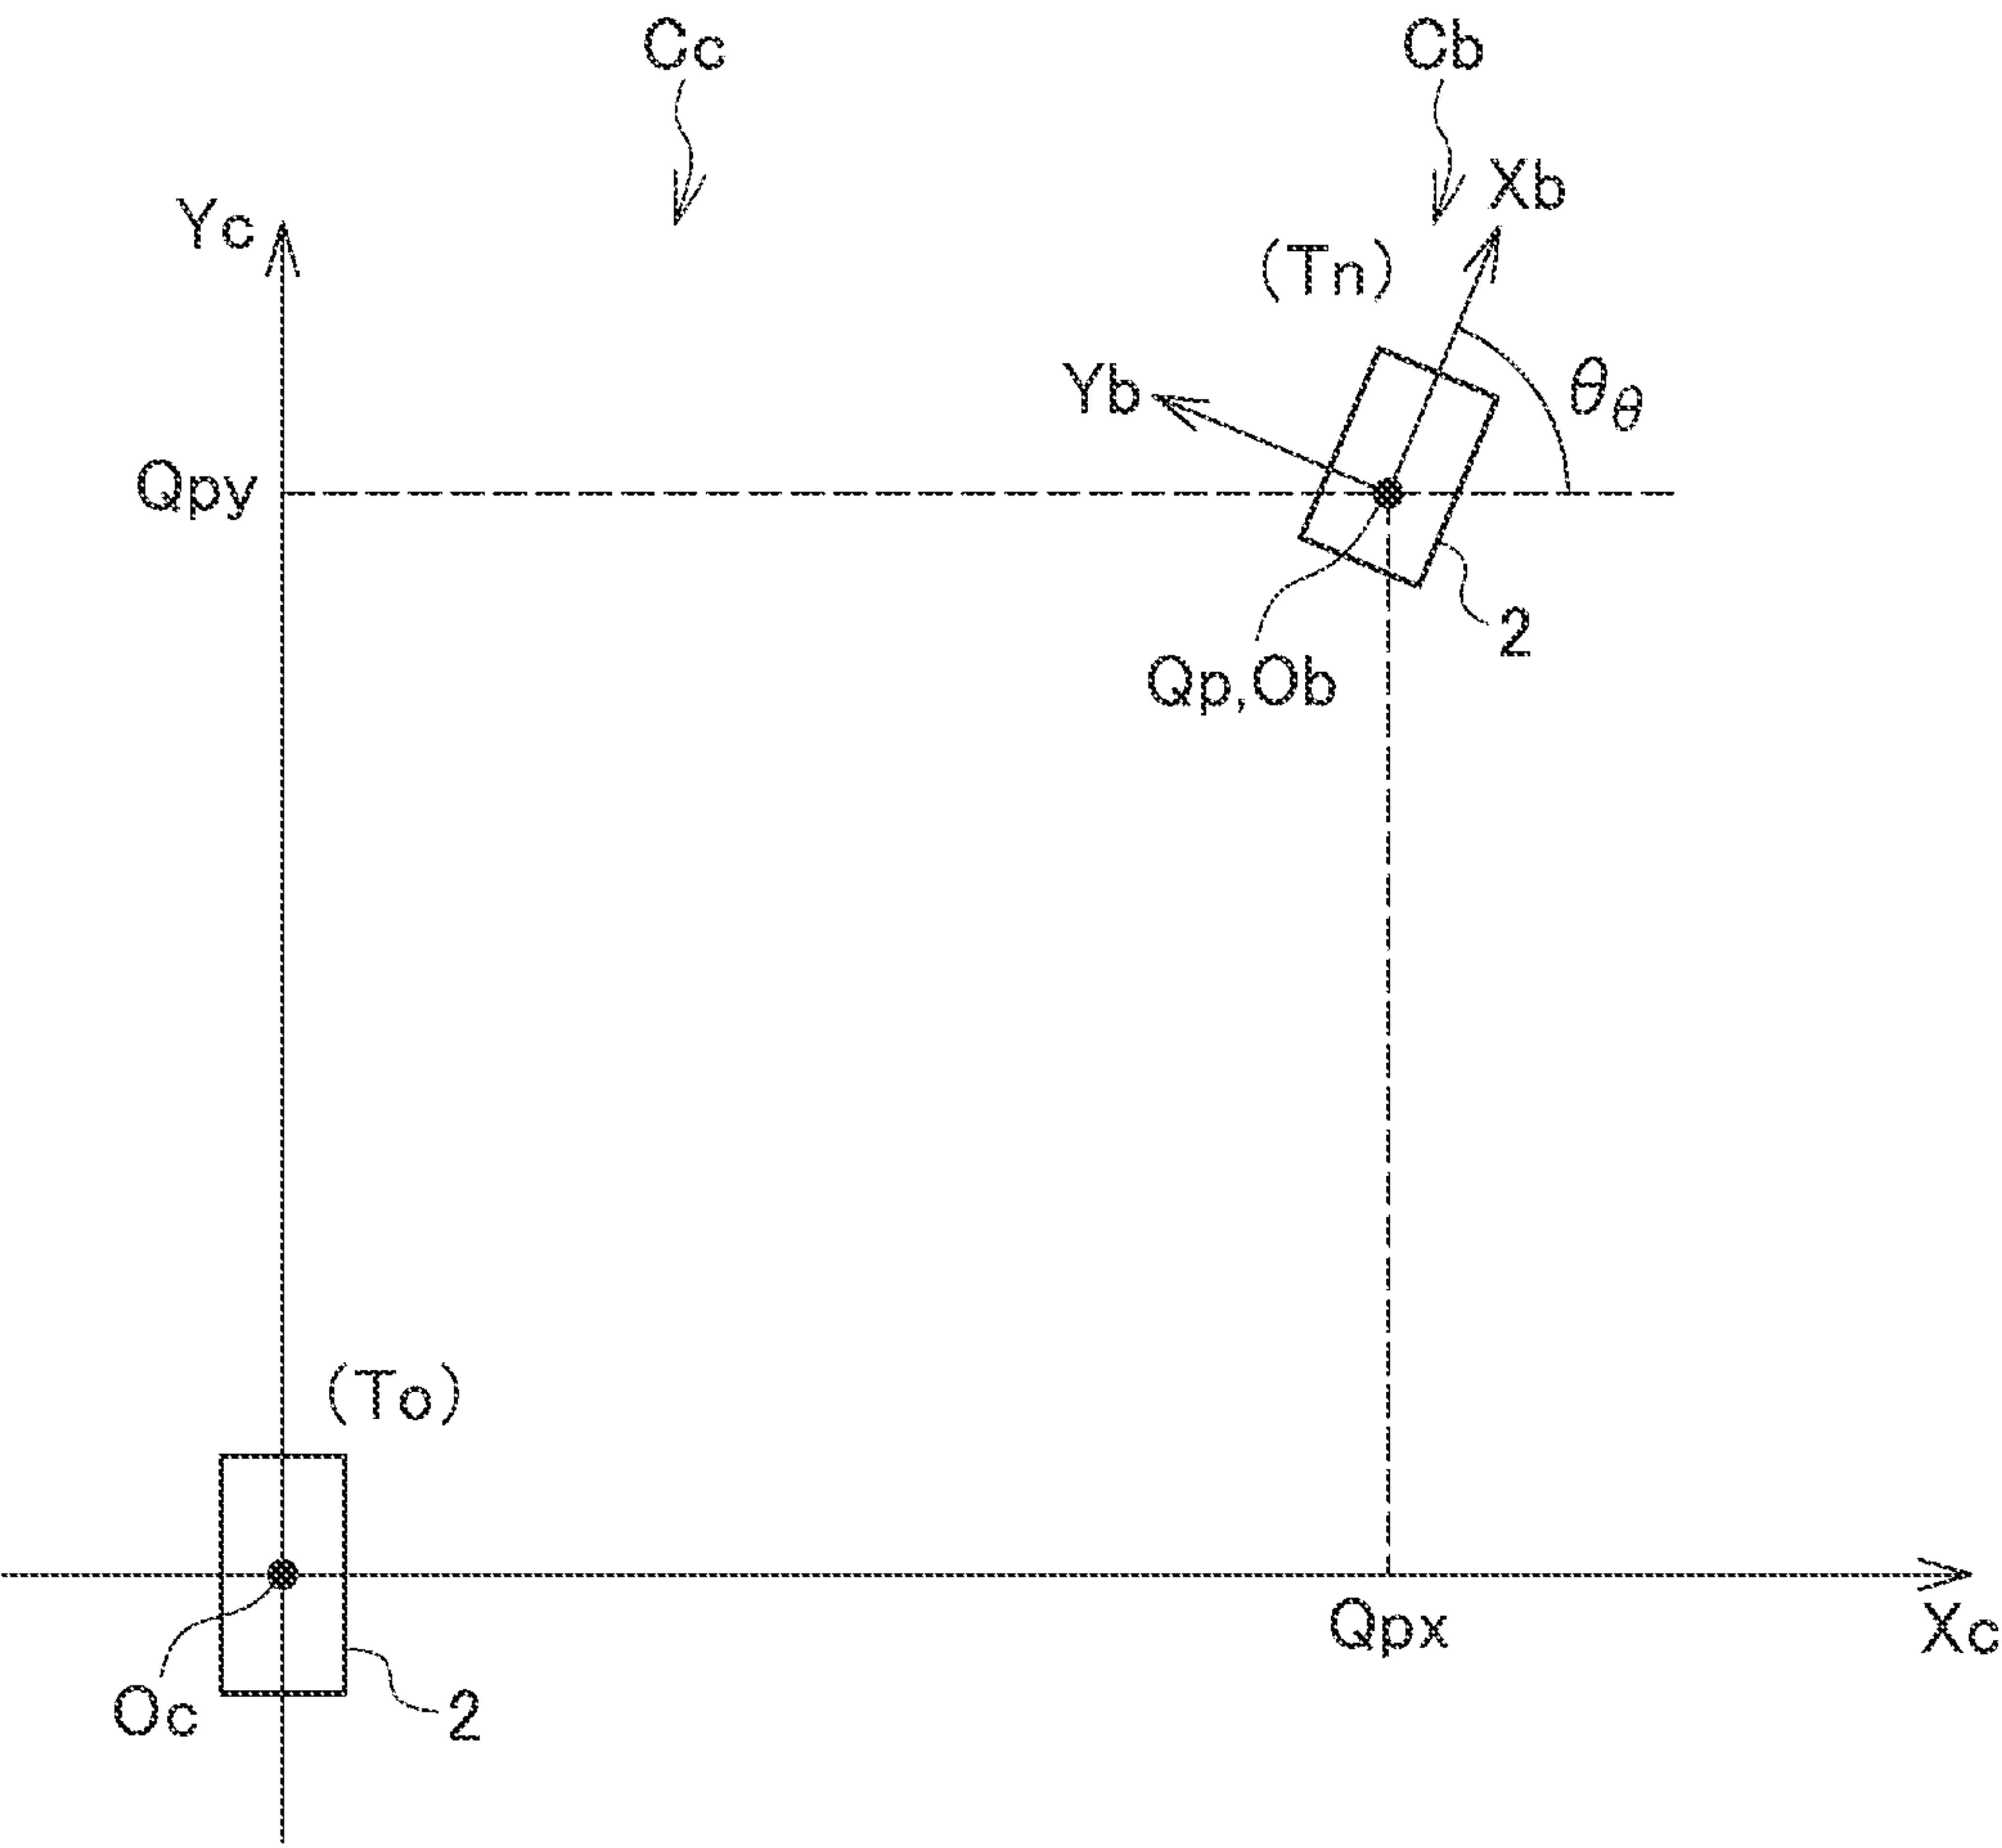 Cc
Cb
Xb
Yc
(Tn)
Yb
θθ
Qpy
2
Qp,Ob
(To)
Qpx
Xc
Oc
2